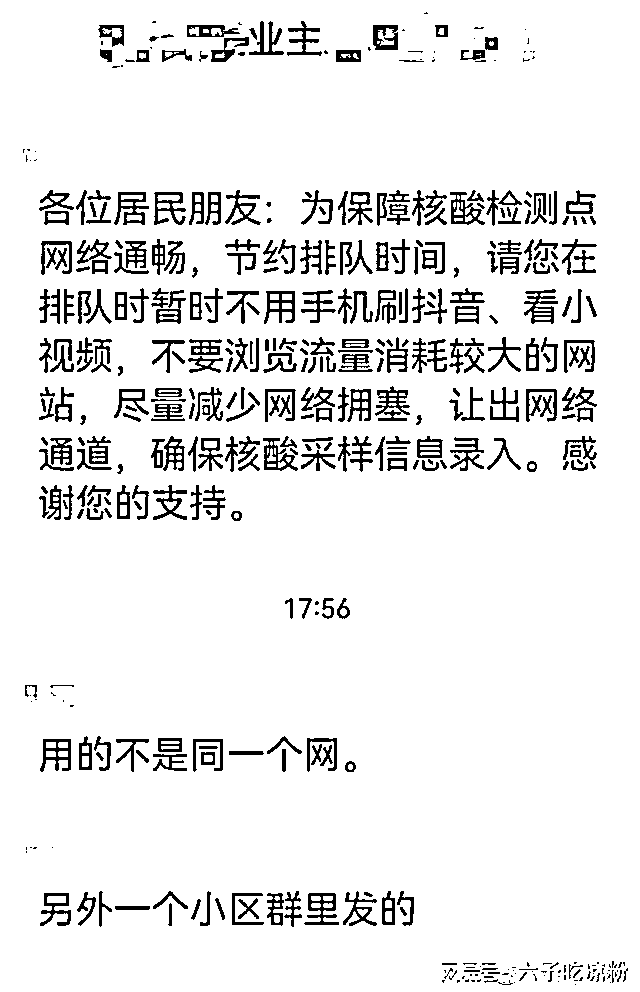 业主
各位居民朋友：为保障核酸检测点
网络通畅，节约排队时间，请您在
排队时暂时不用手机刷抖音、看小
视频，不要浏览流量消耗较大的网
站，尽量减少网络拥塞，让出网络
通道，确保核酸采样信息录入。感
谢您的支持。
17:56
用的不是同一个网。
另外一个小区群里发的
搜狐号@六子吃凉粉